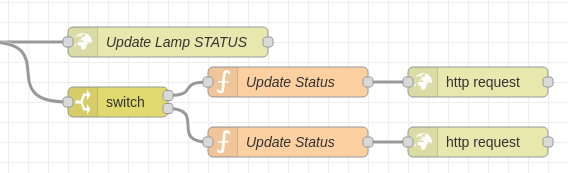 Update Lamp STATUS
Update Status
http request
switch
Update Status
http request